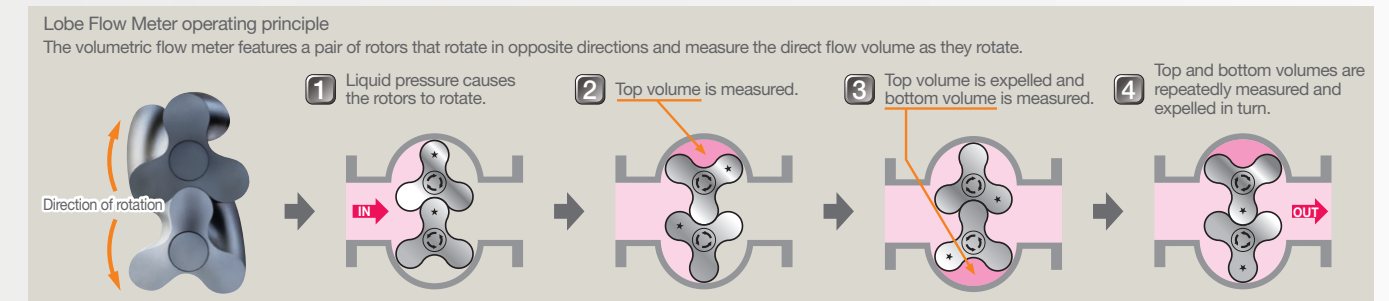 Lobe Flow Meter operating principle
The volumetric flow meter features a pair of rotors that rotate in opposite directions and measure the direct flow volume as they rotate.
Direction of rotation
1
Liquid pressure causes
the rotors to rotate.
IN
2
Top volume is measured.
3
Top volume is expelled and
bottom volume is measured.
4
Top and bottom volumes are
repeatedly measured and
expelled in turn.
OUT